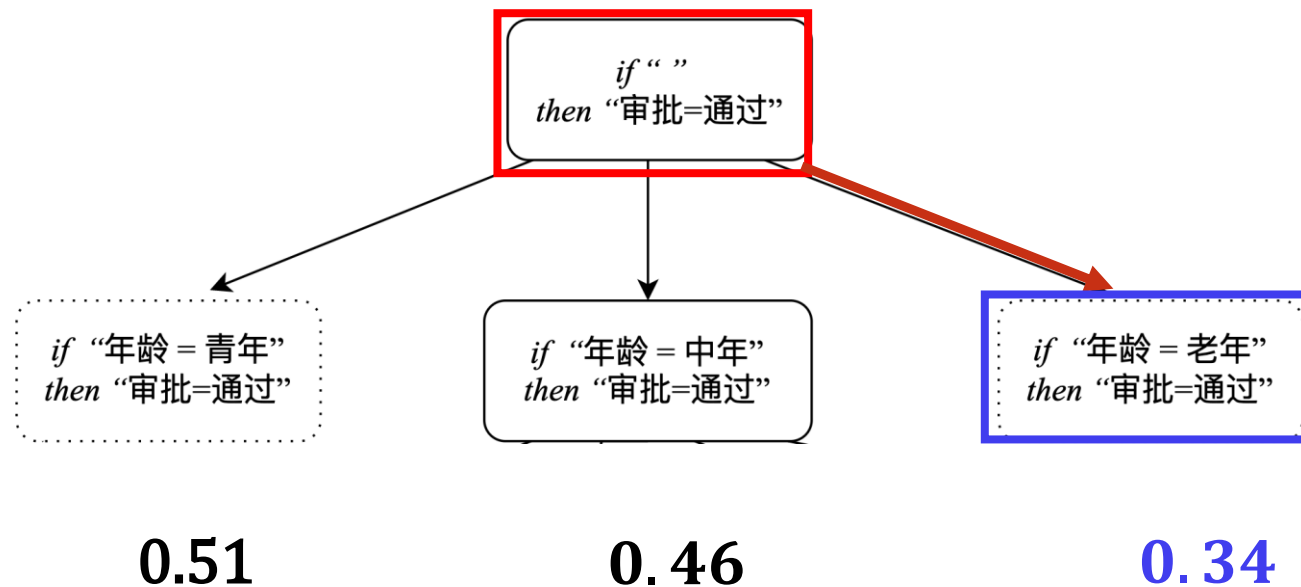 if “ ”
then “审批=通过”
if “年龄 = 青年”
then “审批=通过”
if “年龄 = 中年”
then “审批=通过”
if “年龄 = 老年”
then “审批=通过”
0.51
0.46
0.34